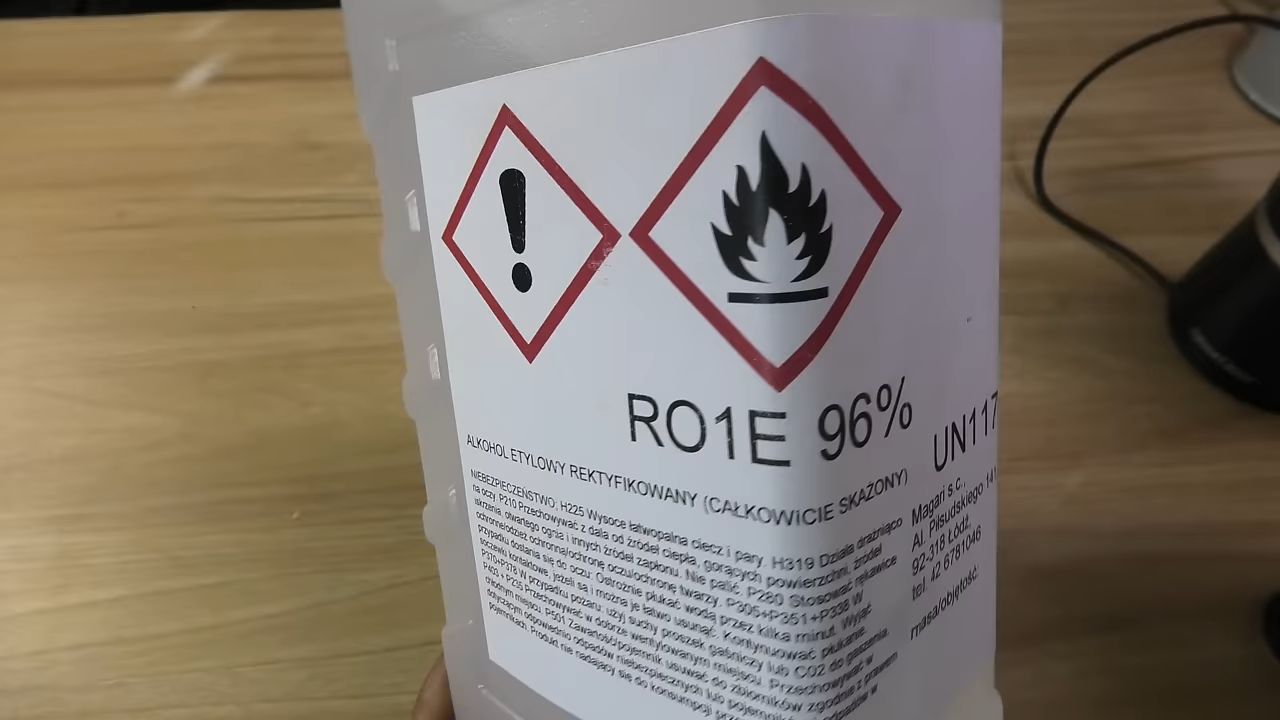 RO1E 96%
UN117
ALKOHOL ETYLOWY REKTYFIKOWANY (CAŁKOWICIE SKAŻONY)
NIEBEZPIECZEŃSTWO; H225 Wysoce łatwopalna ciecz i pary. H319 Działa drażniąco
na oczy. P210 Przechowywać z dala od źródeł ciepła, gorących powierzchni, źródeł
iskrzenia, otwanego ognia i innych źródeł zapłonu. Nie palić. P280 Stosować rękawice
ochronne/odzież ochronną/ochronę oczu/ochronę twarzy. P305+P351+P338 W
przypadku dostania się do oczu: Ostrożnie płukać wodą przez kilka minut. Wyjąć
soczewki kontaktowe, jeżeli są i można je łatwo usunąć. Kontynuować płukanie.
P370+P378 W przypadku pożaru: użyj suchy proszek gaśniczy lub CO2 do gaszenia.
P403 + P235 Przechowywać w dobrze wentylowanym miejscu. Przechowywać w
chłodnym miejscu. P501 Zawartość/pojemnik usuwać do zbiorników zgodnie z prawem
dotyczącym odpowiednio odpadów niebezpiecznych lub pojemników odpadów w
pojemnikach. Produkt nie nadający się do konsumpcji
Magari s.c.
Al. Piłsudskiego 141
92-318 Łódź
tel. 42 6781046
masa/objętość: